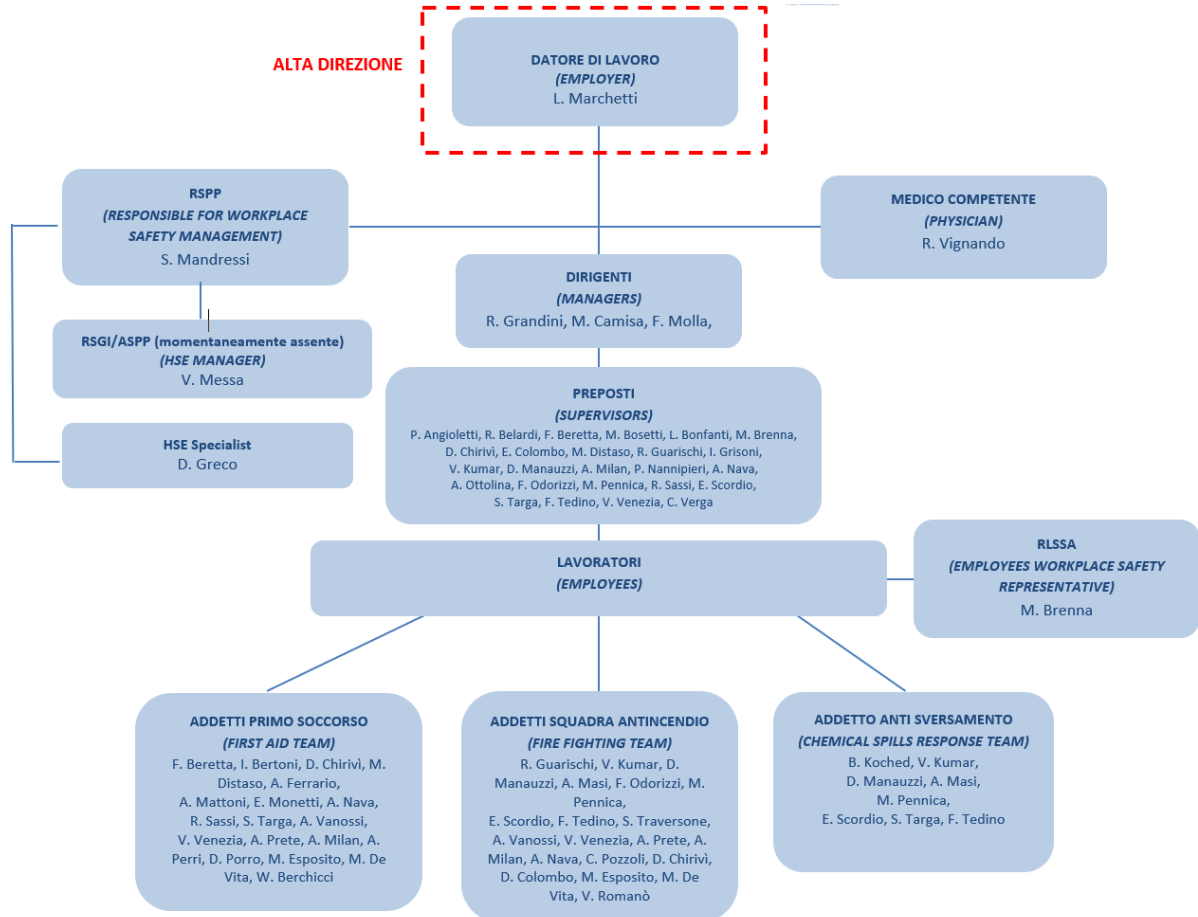 ALTA DIREZIONE
DATORE DI LAVORO
(EMPLOYER)
L. Marchetti
RSPP
(RESPONSIBLE FOR WORKPLACE
SAFETY MANAGEMENT)
S. Mandressi
MEDICO COMPETENTE
(PHYSICIAN)
R. Vignando
DIRIGENTI
(MANAGERS)
R. Grandini, M. Camisa, F. Molla,
RSGI/ASPP (momentaneamente assente)
(HSE MANAGER)
V. Messa
HSE Specialist
D. Greco
PREPOSTI
(SUPERVISORS)
P. Angioletti, R. Belardi, F. Beretta, M. Bosetti, L. Bonfanti, M. Brenna,
D. Chirivì, E. Colombo, M. Distaso, R. Guarischi, I. Grisoni,
V. Kumar, D. Manauzzi, A. Milan, P. Nannipieri, A. Nava,
A. Ottolina, F. Odorizzi, M. Pennica, R. Sassi, E. Scordio,
S. Targa, F. Tedino, V. Venezia, C. Verga
LAVORATORI
(EMPLOYEES)
RLSSA
(EMPLOYEES WORKPLACE SAFETY
REPRESENTATIVE)
M. Brenna
ADDETTI PRIMO SOCCORSO
(FIRST AID TEAM)
F. Beretta, I. Bertoni, D. Chirivì, M.
Distaso, A. Ferrario,
A. Mattoni, E. Monetti, A. Nava,
R. Sassi, S. Targa, A. Vanossi,
V. Venezia, A. Prete, A. Milan, A.
Perri, D. Porro, M. Esposito, M. De
Vita, W. Berchicci
ADDETTI SQUADRA ANTINCENDIO
(FIRE FIGHTING TEAM)
R. Guarischi, V. Kumar, D.
Manauzzi, A. Masi, F. Odorizzi, M.
Pennica,
E. Scordio, F. Tedino, S. Traversone,
A. Vanossi, V. Venezia, A. Prete, A.
Milan, A. Nava, C. Pozzoli, D. Chirivì,
D. Colombo, M. Esposito, M. De
Vita, V. Romanò
ADDETTO ANTI SVERSAMENTO
(CHEMICAL SPILLS RESPONSE TEAM)
B. Koched, V. Kumar,
D. Manauzzi, A. Masi,
M. Pennica,
E. Scordio, S. Targa, F. Tedino